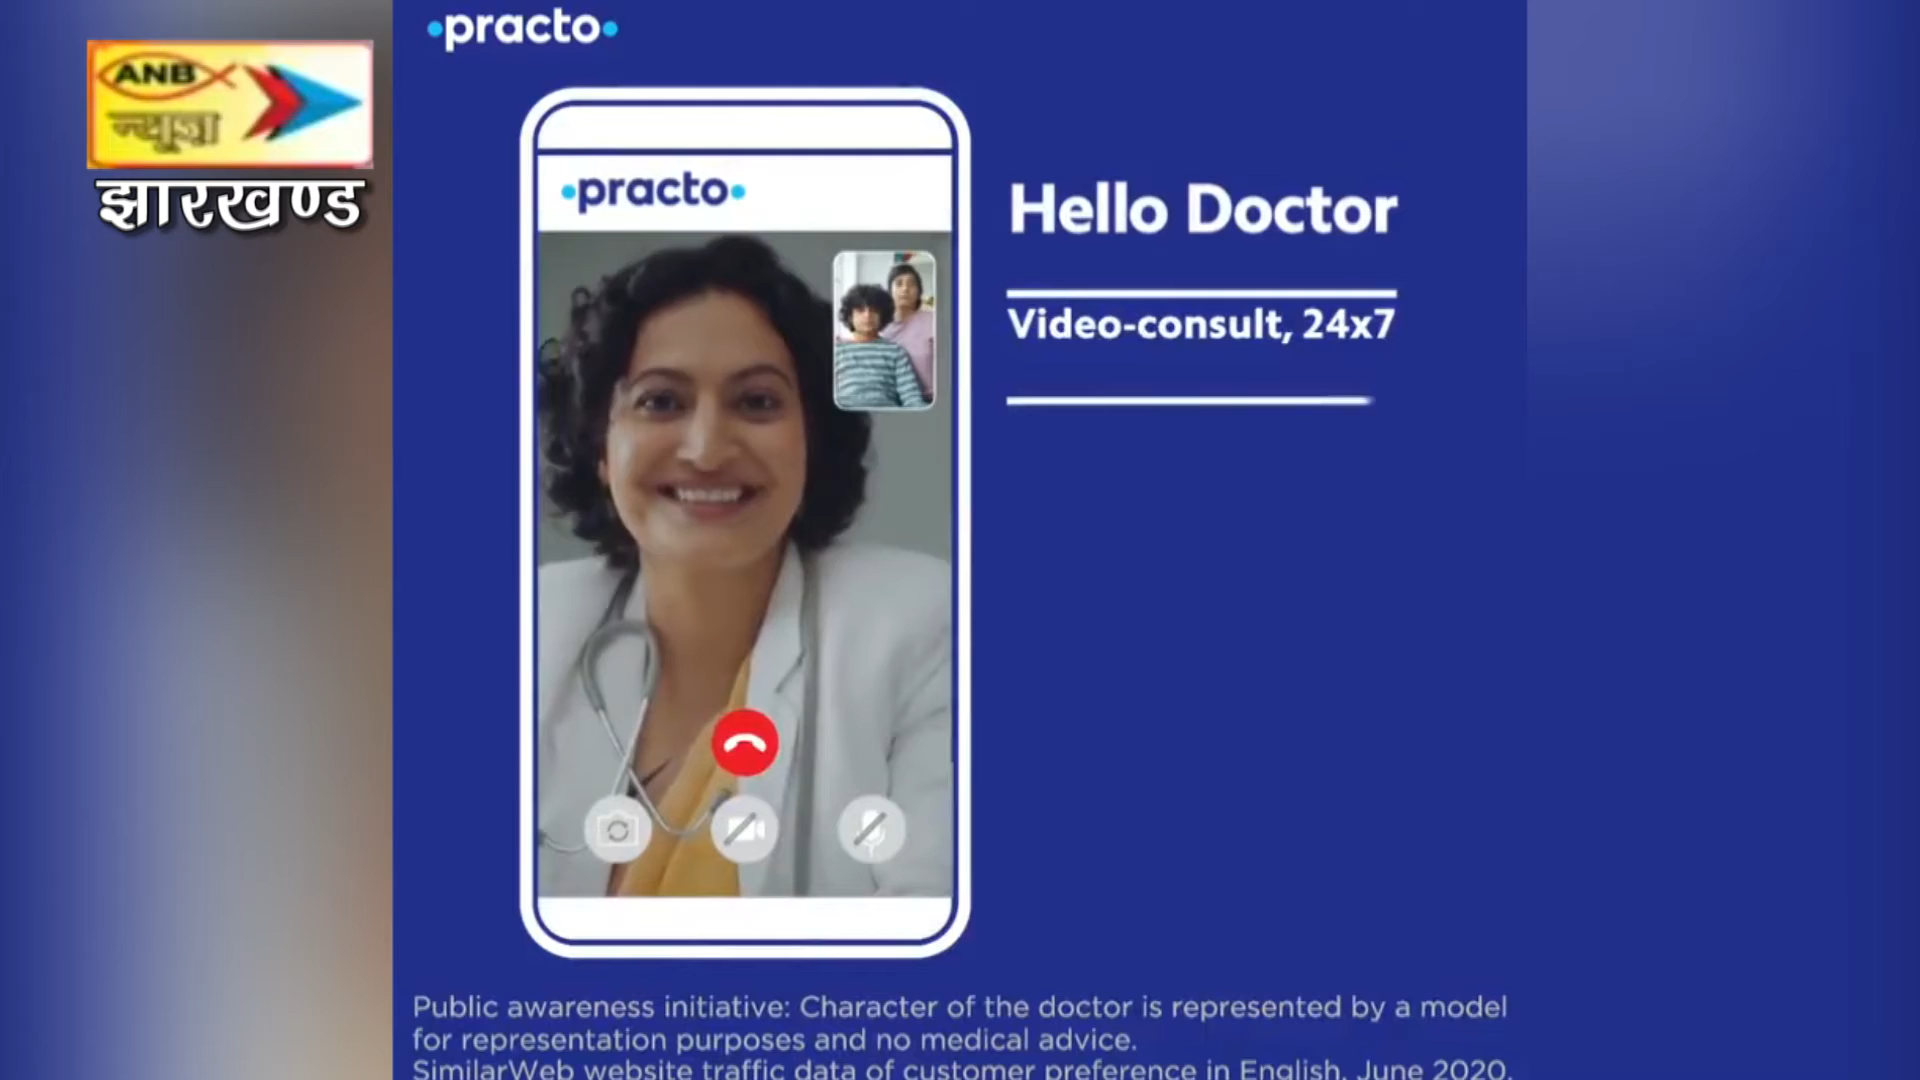 ANB
न्यूज़
झारखण्ड
practo
practo
Hello Doctor
Video-consult, 24x7
Public awareness initiative: Character of the doctor is represented by a model
for representation purposes and no medical advice.
SimilarWeb website traffic data of customer preference in English, June 2020.